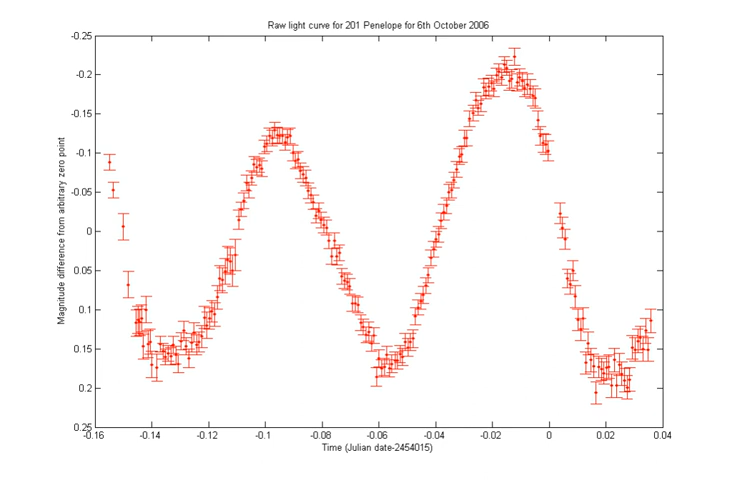 Raw light curve for 201 Penelope for 6th October 2006
Magnitude difference from arbitrary zero point
-0.25
-0.2
-0.15
-0.1
-0.05
0
0.05
0.1
0.15
0.2
0.25
-0.16 -0.14 -0.12 -0.1 -0.08 -0.06 -0.04 -0.02 0 0.02 0.04
Time (Julian date-2454015)